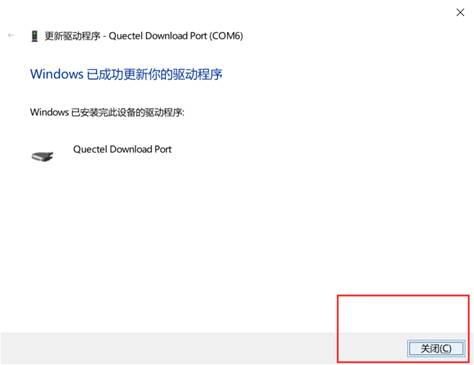 更新驱动程序 - Quectel Download Port (COM6)
Windows 已成功更新你的驱动程序
Windows 已安装完此设备的驱动程序:
Quectel Download Port
关闭(C)